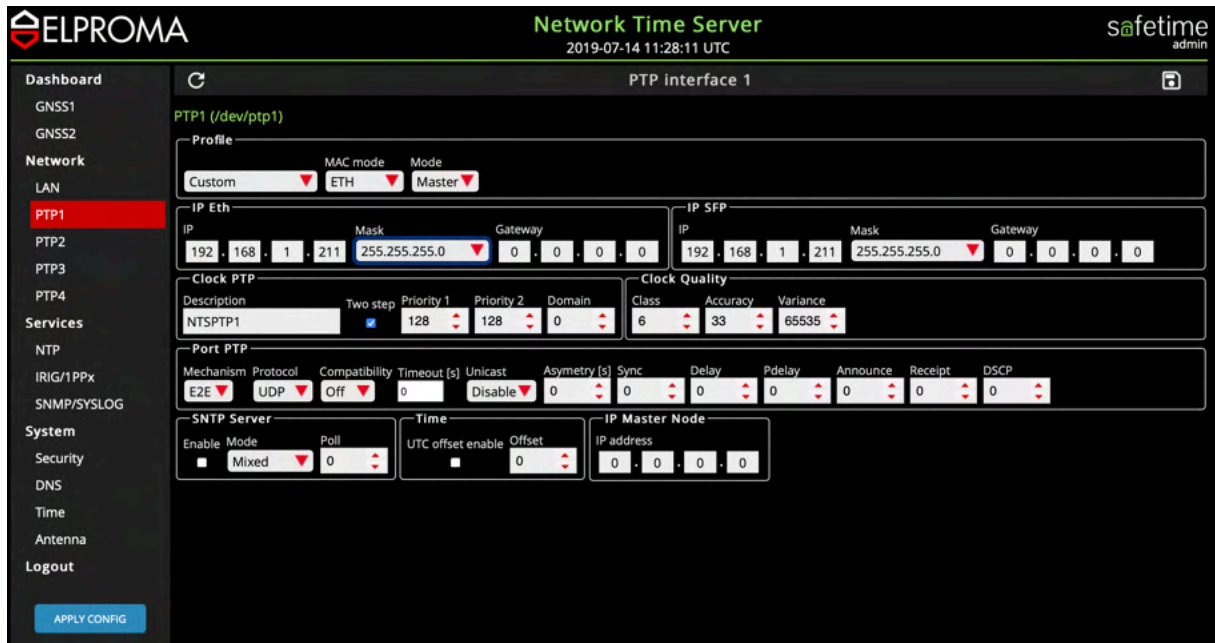 ELPROMA
Network Time Server
2019-07-14 11:28:11 UTC
safetime
admin
Dashboard
GNSS1
GNSS2
Network
LAN
PTP1
PTP2
PTP3
PTP4
Services
NTP
IRIG/1PPx
SNMP/SYSLOG
System
Security
DNS
Time
Antenna
Logout
APPLY CONFIG
PTP interface 1
PTP1 (/dev/ptp1)
Profile
MAC mode Mode
Custom ETH Master
IP Eth
IP Mask Gateway
192 . 168 . 1 . 211 255.255.255.0 0 . 0 . 0 . 0
IP SFP
IP Mask Gateway
192 . 168 . 1 . 211 255.255.255.0 0 . 0 . 0 . 0
Clock PTP
Description Two step Priority 1 Priority 2 Domain
NTSPTP1 128 128 0
Clock Quality
Class Accuracy Variance
6 33 65535
Port PTP
Mechanism Protocol Compatibility Timeout [s] Unicast Asymetry [s] Sync Delay Pdelay Announce Receipt DSCP
E2E UDP Off 0 Disable 0 0 0 0 0 0 0
SNTP Server
Enable Mode Poll
Mixed 0
Time
UTC offset enable Offset
0
IP Master Node
IP address
0 . 0 . 0 . 0